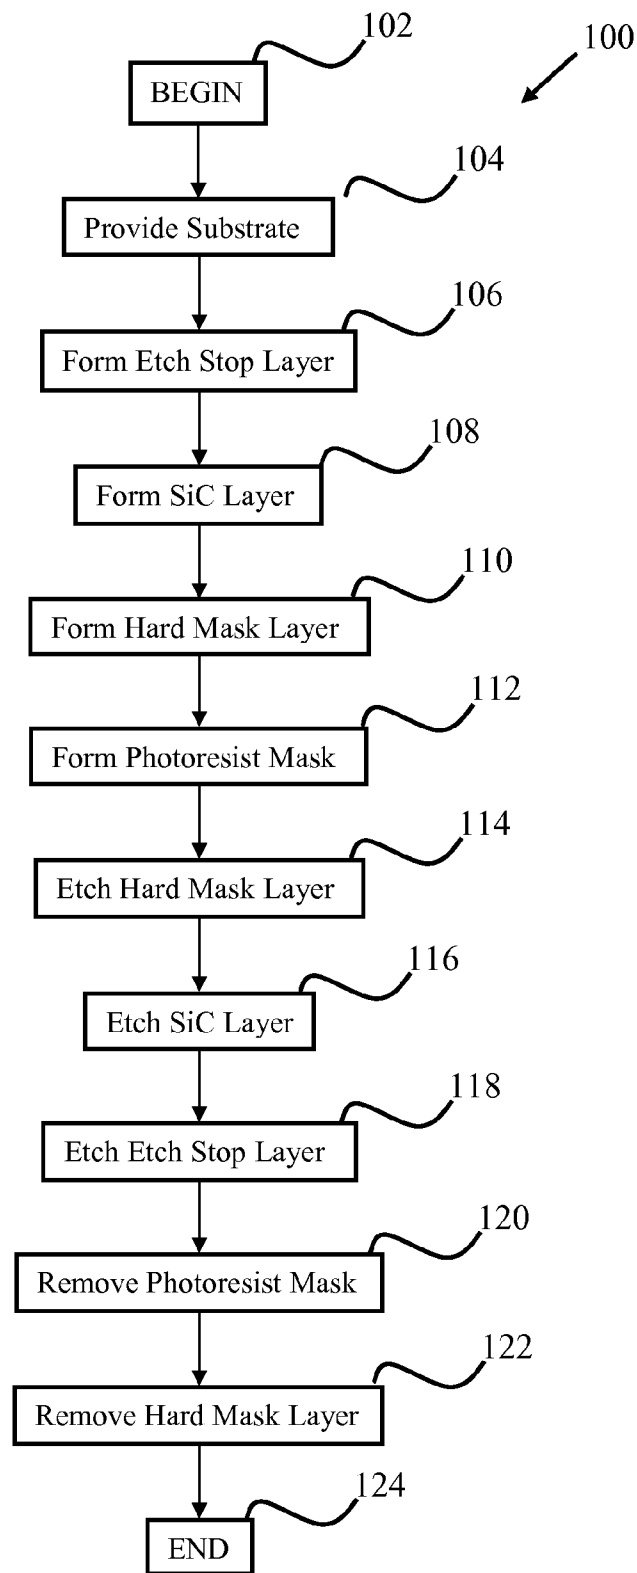 102
100
BEGIN
104
Provide Substrate
106
Form Etch Stop Layer
108
Form SiC Layer
110
Form Hard Mask Layer
112
Form Photoresist Mask
114
Etch Hard Mask Layer
116
Etch SiC Layer
118
Etch Etch Stop Layer
120
Remove Photoresist Mask
122
Remove Hard Mask Layer
124
END